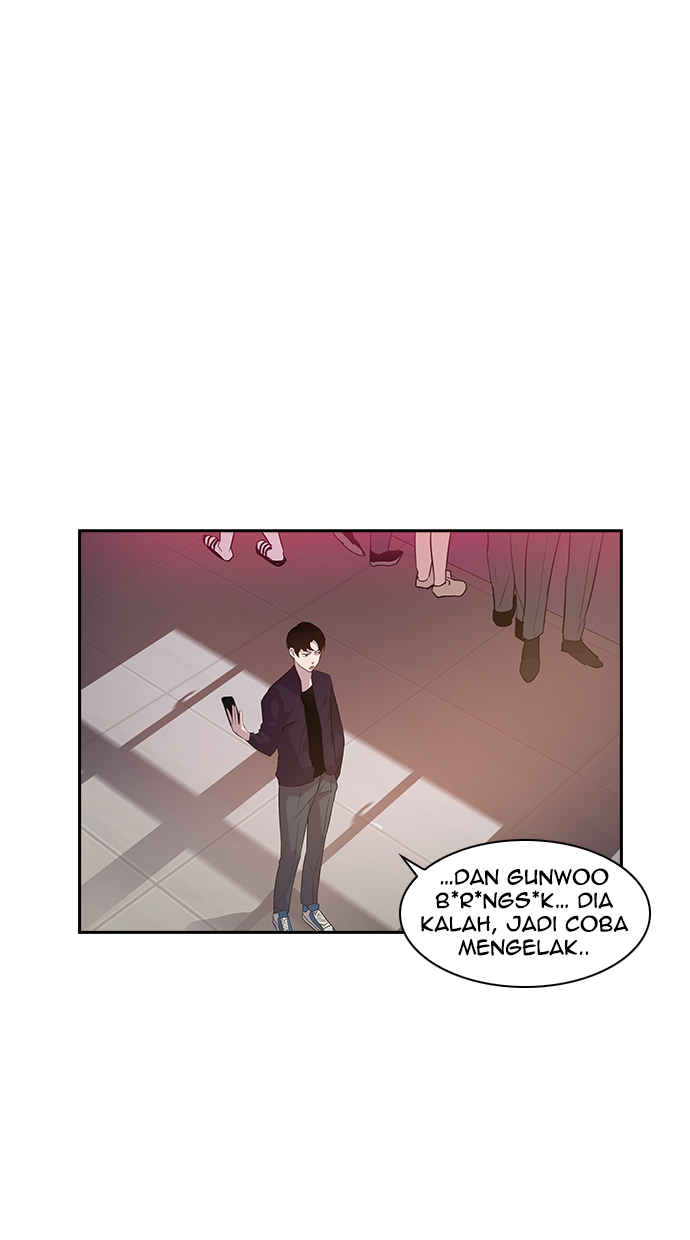 ...DAN GUNWOO
B*R*NGS*K... DIA
KALAH, JADI COBA
MENGELAK..